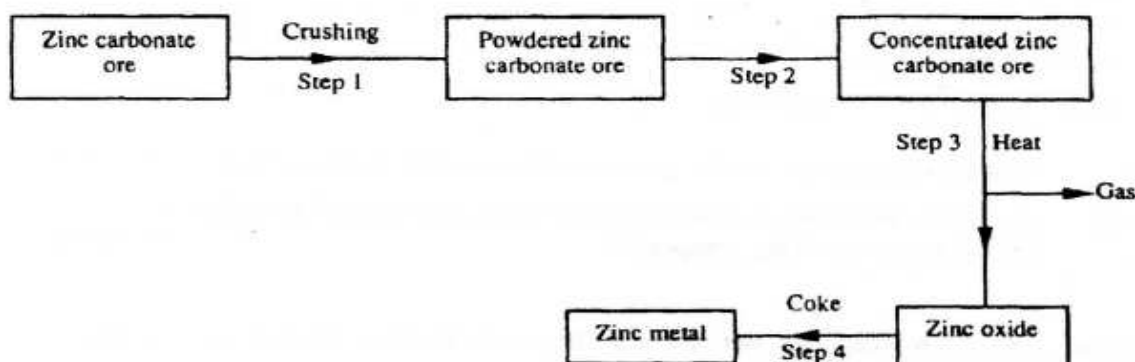 Zinc carbonate
ore
Crushing
Step 1
Powdered zinc
carbonate ore
Step 2
Concentrated zinc
carbonate ore
Step 3
Heat
Gas
Zinc oxide
Coke
Step 4
Zinc metal